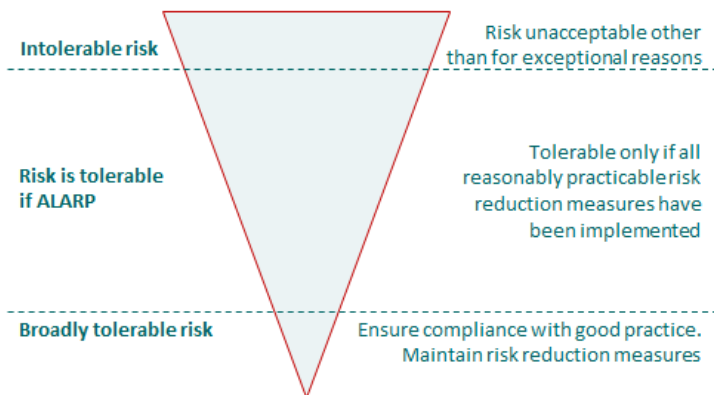 Intolerable risk
Risk unacceptable other
than for exceptional reasons
Risk is tolerable
if ALARP
Tolerable only if all
reasonably practicable risk
reduction measures have
been implemented
Broadly tolerable risk
Ensure compliance with good practice.
Maintain risk reduction measures